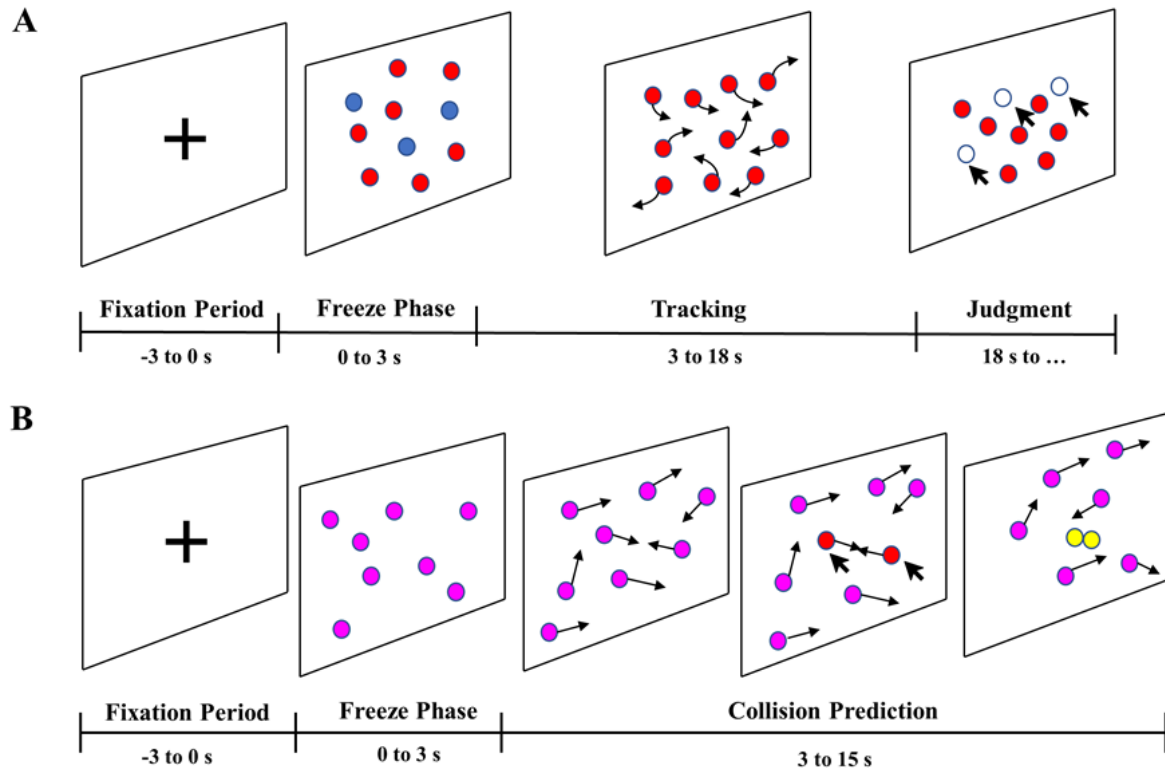 A
Fixation Period Freeze Phase Tracking Judgment
-3 to 0 s 0 to 3 s 3 to 18 s 18 s to …
B
Fixation Period Freeze Phase Collision Prediction
-3 to 0 s 0 to 3 s 3 to 15 s